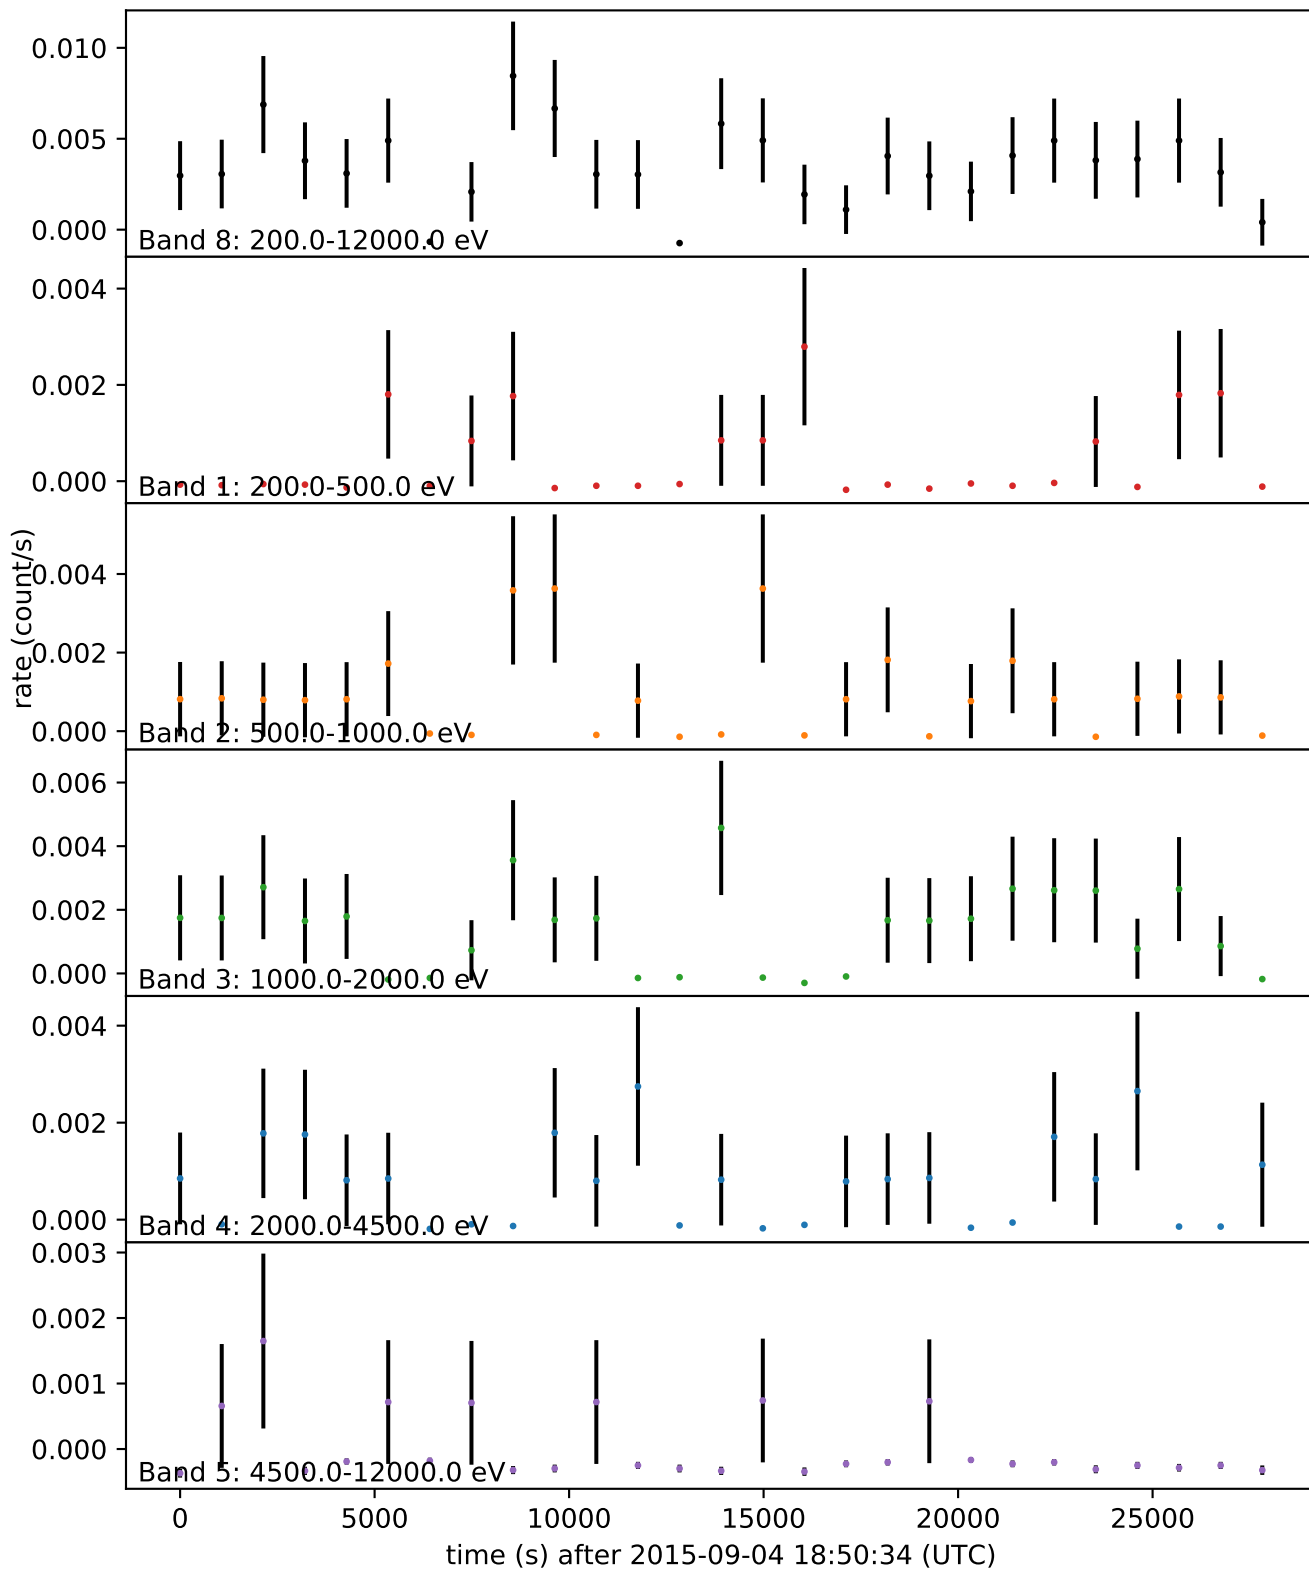 0.010
0.005
0.000
Band 8: 200.0-12000.0 eV
0.004
0.002
0.000
Band 1: 200.0-500.0 eV
rate (count/s)
0.004
0.002
0.000
Band 2: 500.0-1000.0 eV
0.006
0.004
0.002
0.000
Band 3: 1000.0-2000.0 eV
0.004
0.002
0.000
Band 4: 2000.0-4500.0 eV
0.003
0.002
0.001
0.000
Band 5: 4500.0-12000.0 eV
0 5000 10000 15000 20000 25000
time (s) after 2015-09-04 18:50:34 (UTC)